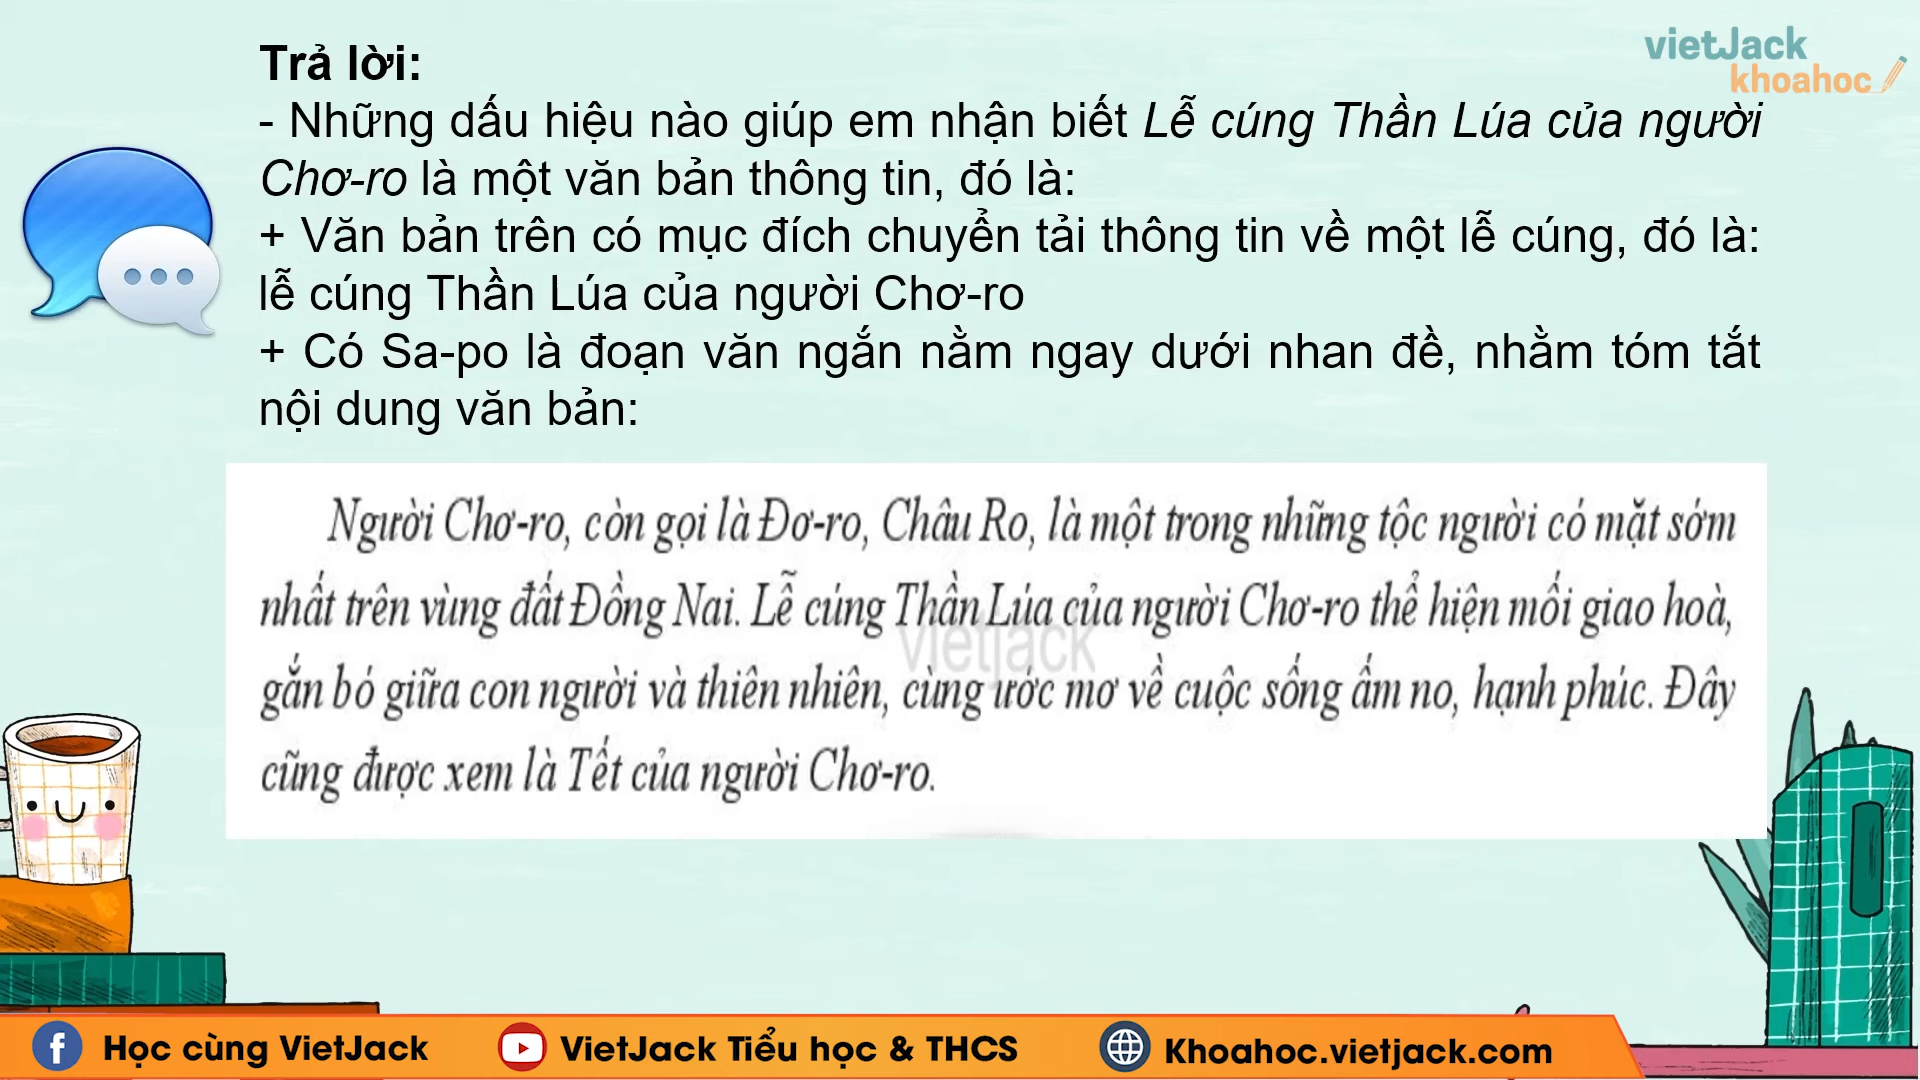 vietJack
khoahoc
Trả lời:
- Những dấu hiệu nào giúp em nhận biết Lễ cúng Thần Lúa của người
Chơ-ro là một văn bản thông tin, đó là:
+ Văn bản trên có mục đích chuyển tải thông tin về một lễ cúng, đó là:
lễ cúng Thần Lúa của người Chơ-ro
+ Có Sa-po là đoạn văn ngắn nằm ngay dưới nhan đề, nhằm tóm tắt
nội dung văn bản:
Người Chơ-ro, còn gọi là Đơ-ro, Châu Ro, là một trong những tộc người có mặt sớm
nhất trên vùng đất Đồng Nai. Lễ cúng Thần Lúa của người Chơ-ro thể hiện mối giao hoà,
vietjack
gắn bó giữa con người và thiên nhiên, cùng ước mơ về cuộc sống ấm no, hạnh phúc. Đây
cũng được xem là Tết của người Chơ-ro.
Học cùng VietJack
VietJack Tiểu học & THCS
Khoahoc.vietjack.com